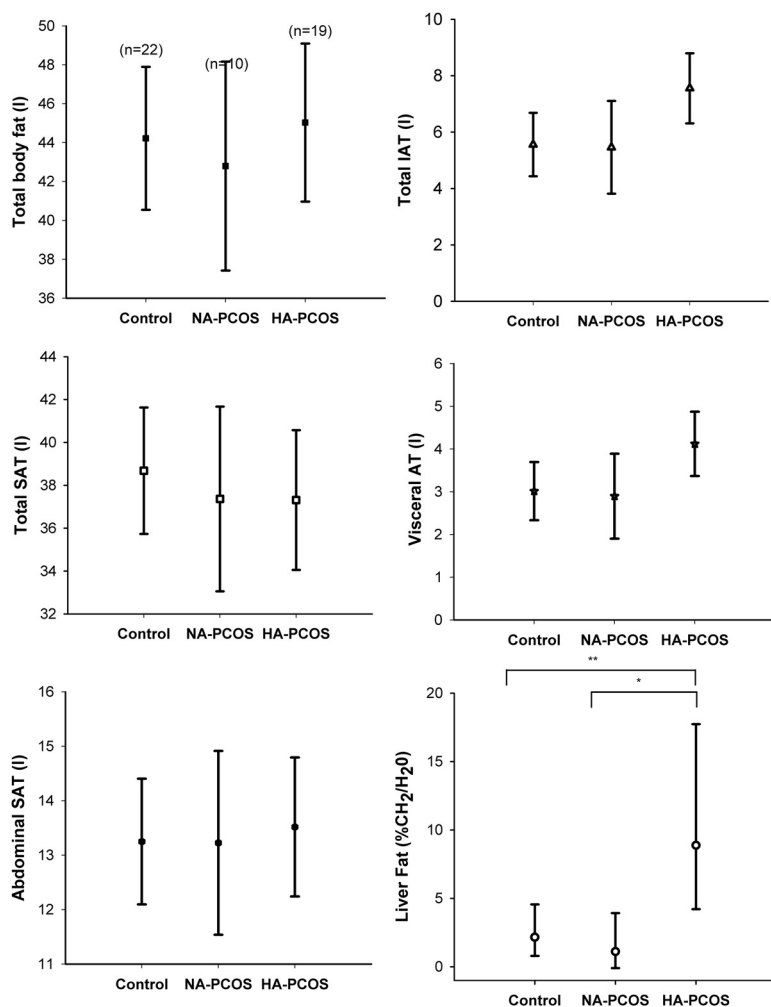 50
48
46
44
42
40
38
36
Total body fat (l)
(n=22)
(n=10)
(n=19)
Control NA-PCOS HA-PCOS
10
8
6
4
2
0
Total IAT (l)
Control NA-PCOS HA-PCOS
44
42
40
38
36
34
32
Total SAT (l)
Control NA-PCOS HA-PCOS
6
5
4
3
2
1
0
Visceral AT (l)
Control NA-PCOS HA-PCOS
16
15
14
13
12
11
Abdominal SAT (l)
Control NA-PCOS HA-PCOS
**
*
20
15
10
5
0
Liver Fat (%CH2/H20)
Control NA-PCOS HA-PCOS